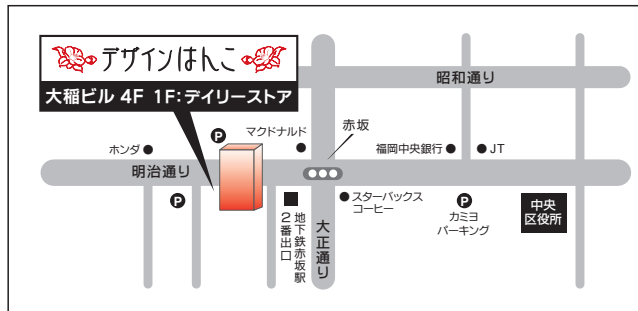 デザインはんこ
大稲ビル 4F 1F:デイリーストア
昭和通り
赤坂
マクドナルド
P
ホンダ
福岡中央銀行
JT
明治通り
P
スターバックス
コーヒー
P
カミヨ
パーキング
中央
区役所
地下鉄赤坂駅
2番出口
大正通り